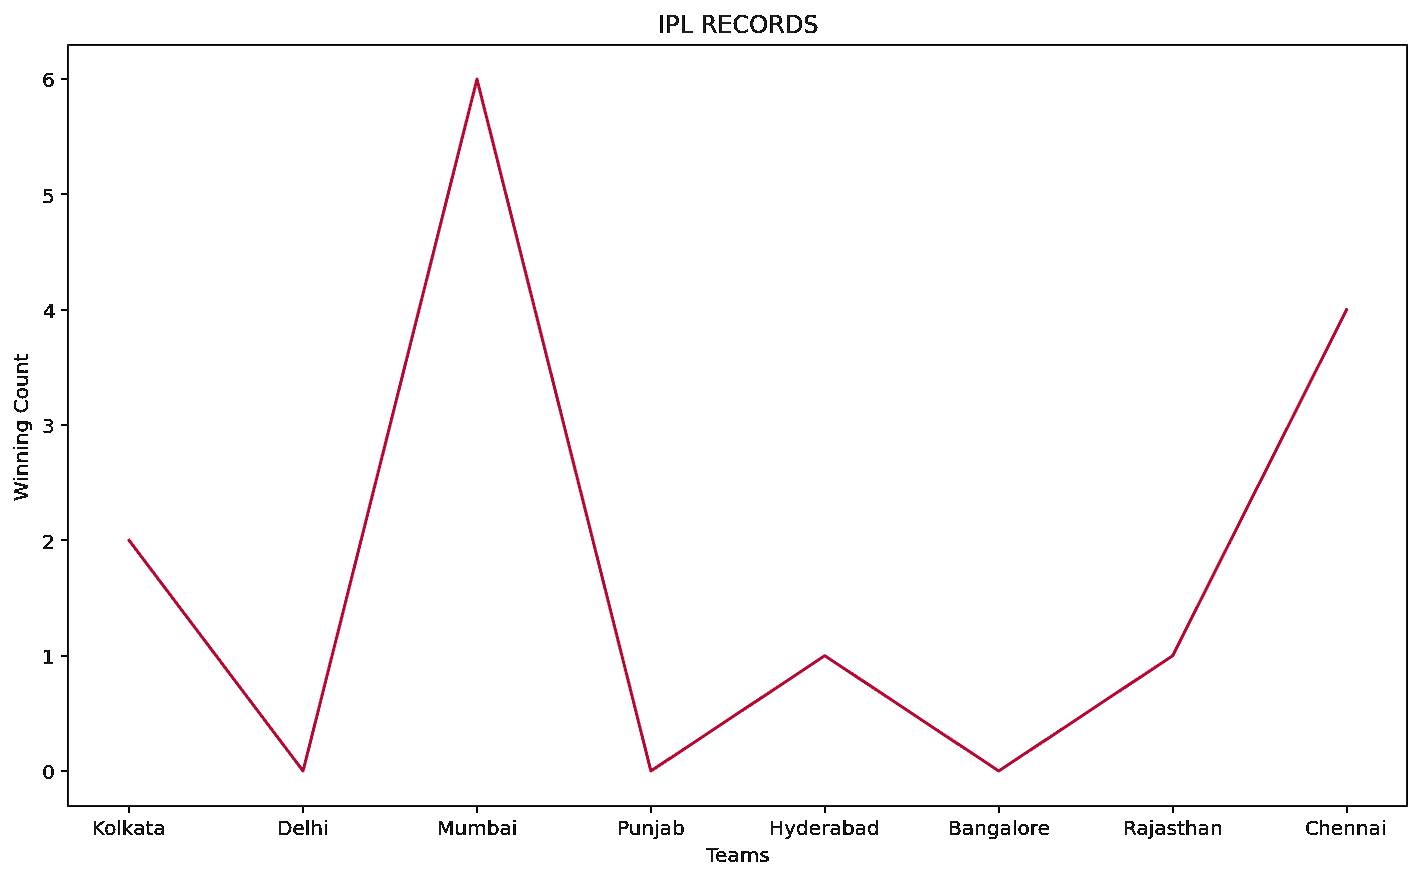 IPL RECORDS
6
5
4
3
2
1
0
Winning Count
Kolkata Delhi Mumbai Punjab Hyderabad Bangalore Rajasthan Chennai
Teams